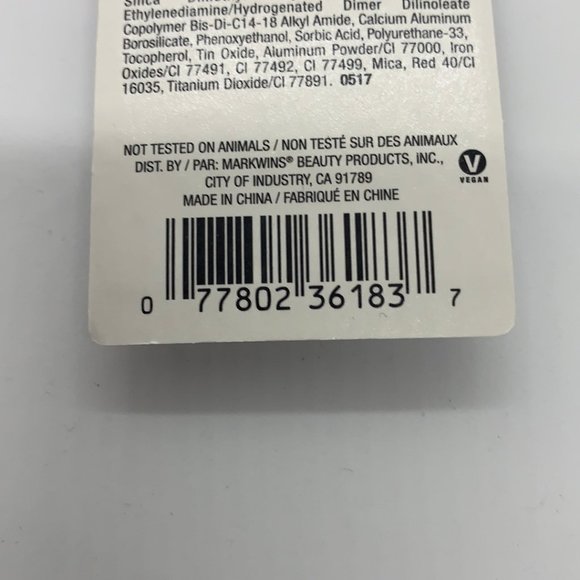 Silica
Ethylenediamine/Hydrogenated Dimer Dilinoleate
Copolymer Bis-Di-C14-18 Alkyl Amide, Calcium Aluminum
Borosilicate, Phenoxyethanol, Sorbic Acid, Polyurethane-33,
Tocopherol, Tin Oxide, Aluminum Powder/CI 77000, Iron
Oxides/CI 77491, CI 77492, CI 77499, Mica, Red 40/CI
16035, Titanium Dioxide/CI 77891. 0517
NOT TESTED ON ANIMALS / NON TESTÉ SUR DES ANIMAUX
DIST. BY / PAR: MARKWINS® BEAUTY PRODUCTS, INC.,
CITY OF INDUSTRY, CA 91789
MADE IN CHINA / FABRIQUÉ EN CHINE
V
VEGAN
0 77802 36183 7